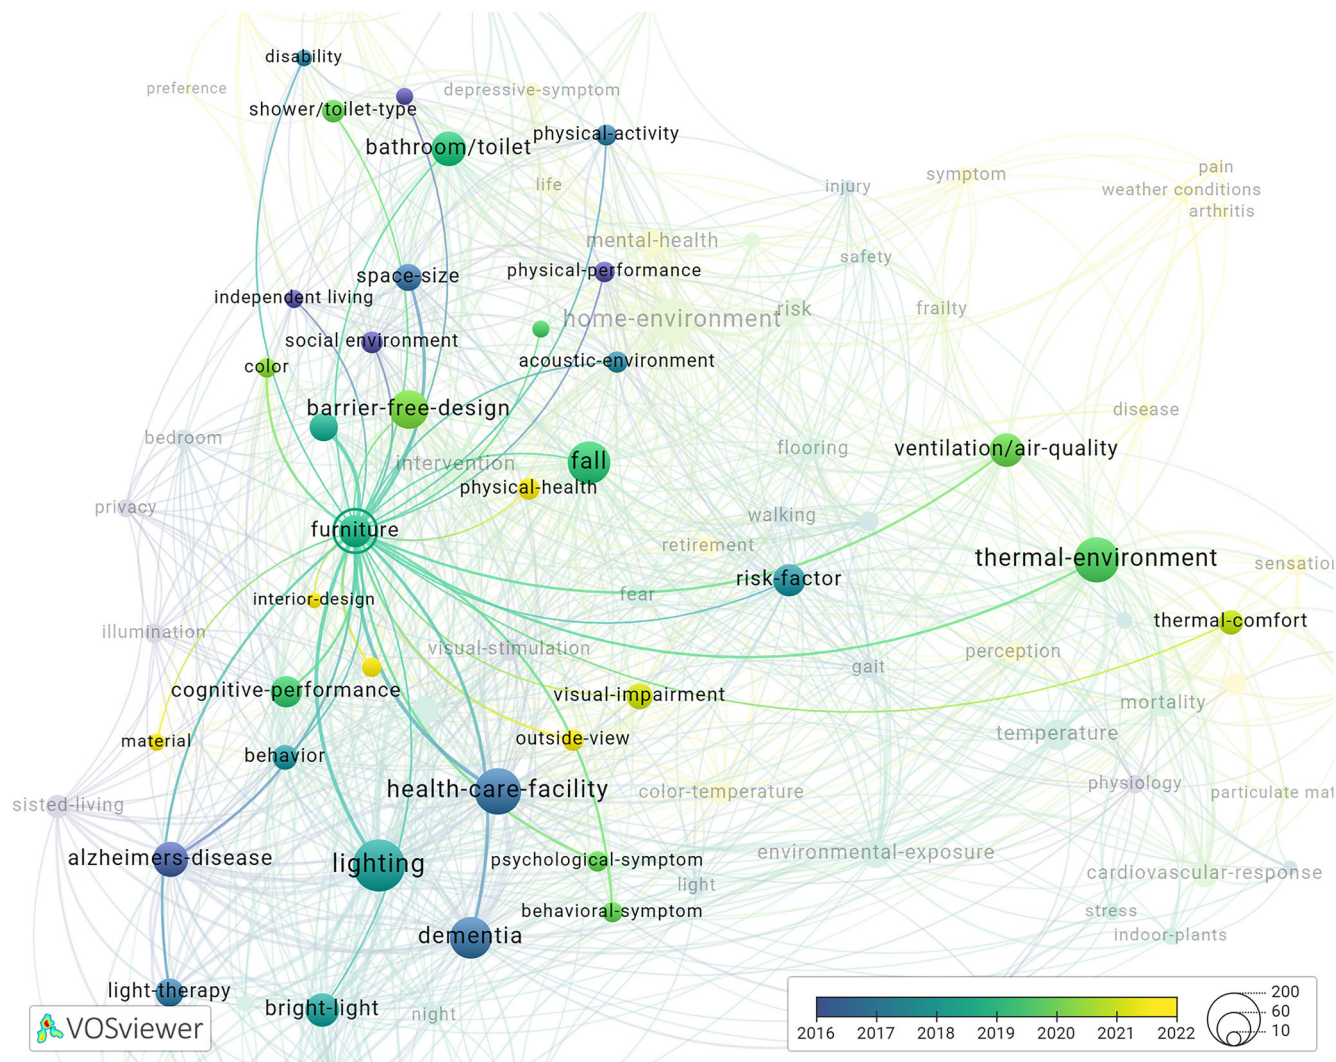 disability
preference
depressive-symptom
shower/toilet-type
physical-activity
bathroom/toilet
pain
symptom
life
injury
weather conditions
arthritis
mental-health
safety
physical-performance
space-size
independent living
risk
frailty
home-environment
social environment
acoustic-environment
color
barrier-free-design
disease
bedroom
flooring
ventilation/air-quality
intervention
fall
physical-health
privacy
walking
furniture
retirement
thermal-environment
sensatio
risk-factor
fear
interior-design
thermal-comfort
illumination
visual-stimulation
perception
gait
cognitive-performance
visual-impairment
mortality
temperature
material
outside-view
behavior
physiology
health-care-facility
color-temperature
particulate mat
sisted-living
environmental-exposure
alzheimers-disease
lighting
psychological-symptom
cardiovascular-response
light
behavioral-symptom
stress
dementia
indoor-plants
light-therapy
bright-light
night
VOSviewer
200
60
10
2016 2017 2018 2019 2020 2021 2022